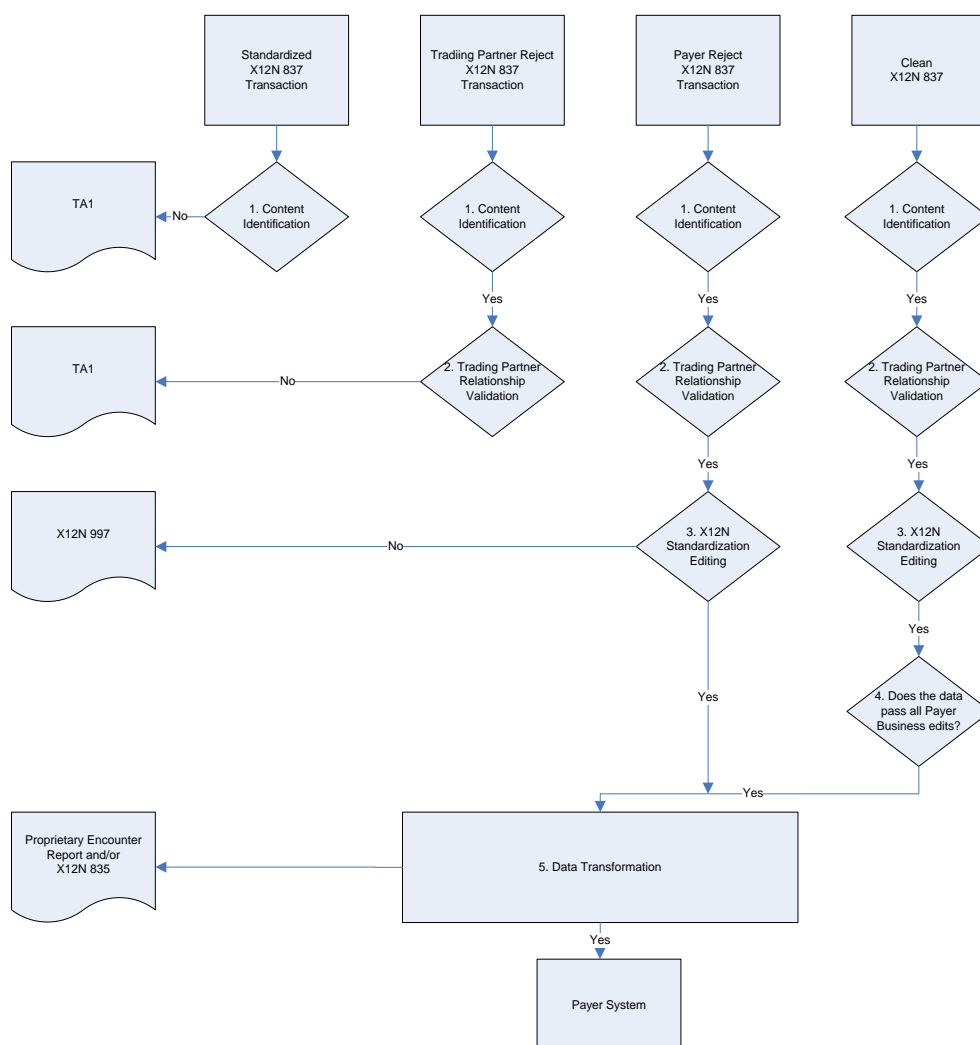 Standardized
X12N 837
Transaction
Tradiing Partner Reject
X12N 837
Transaction
Payer Reject
X12N 837
Transaction
Clean
X12N 837
TA1
No
1. Content
Identification
1. Content
Identification
1. Content
Identification
1. Content
Identification
Yes
Yes
Yes
TA1
No
2. Trading Partner
Relationship
Validation
2. Trading Partner
Relationship
Validation
2. Trading Partner
Relationship
Validation
Yes
Yes
X12N 997
No
3. X12N
Standardization
Editing
3. X12N
Standardization
Editing
Yes
Yes
4. Does the data
pass all Payer
Business edits?
Yes
Proprietary Encounter
Report and/or
X12N 835
5. Data Transformation
Yes
Payer System